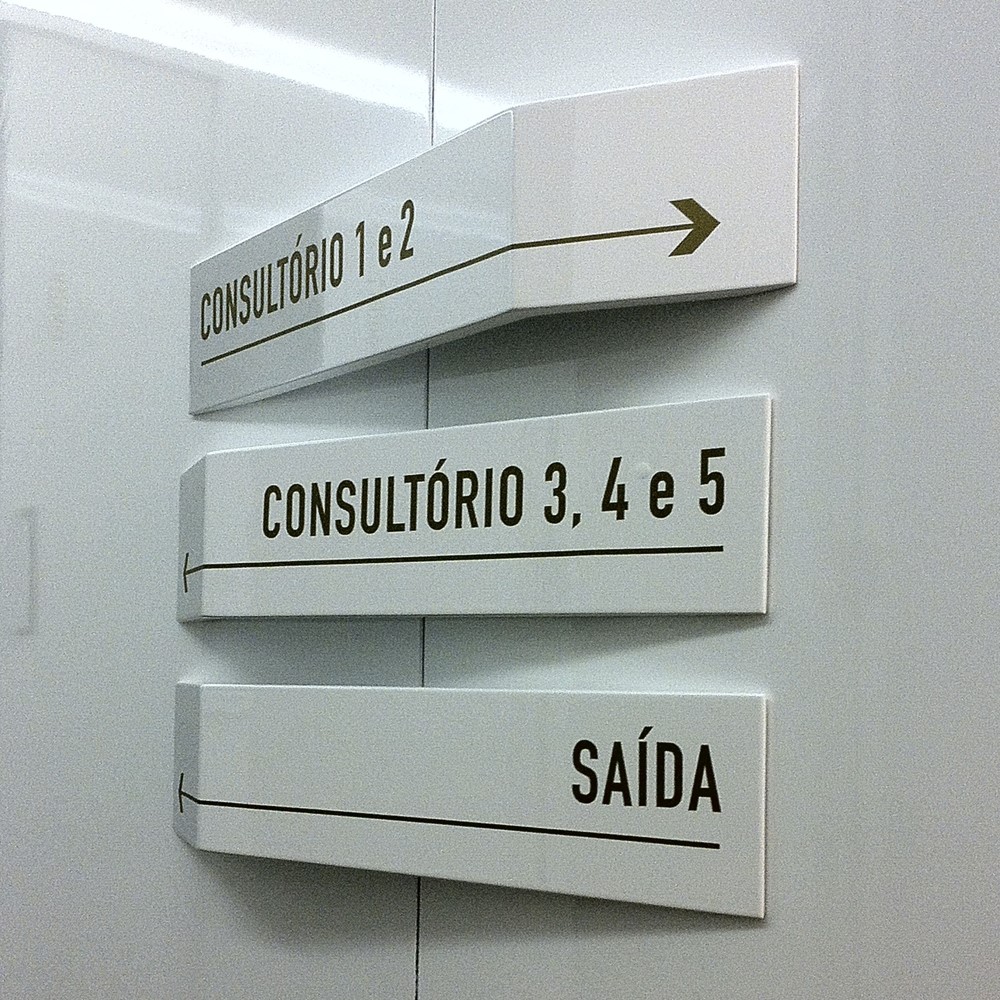 CONSULTÓRIO 1 e 2
CONSULTÓRIO 3, 4 e 5
SAÍDA